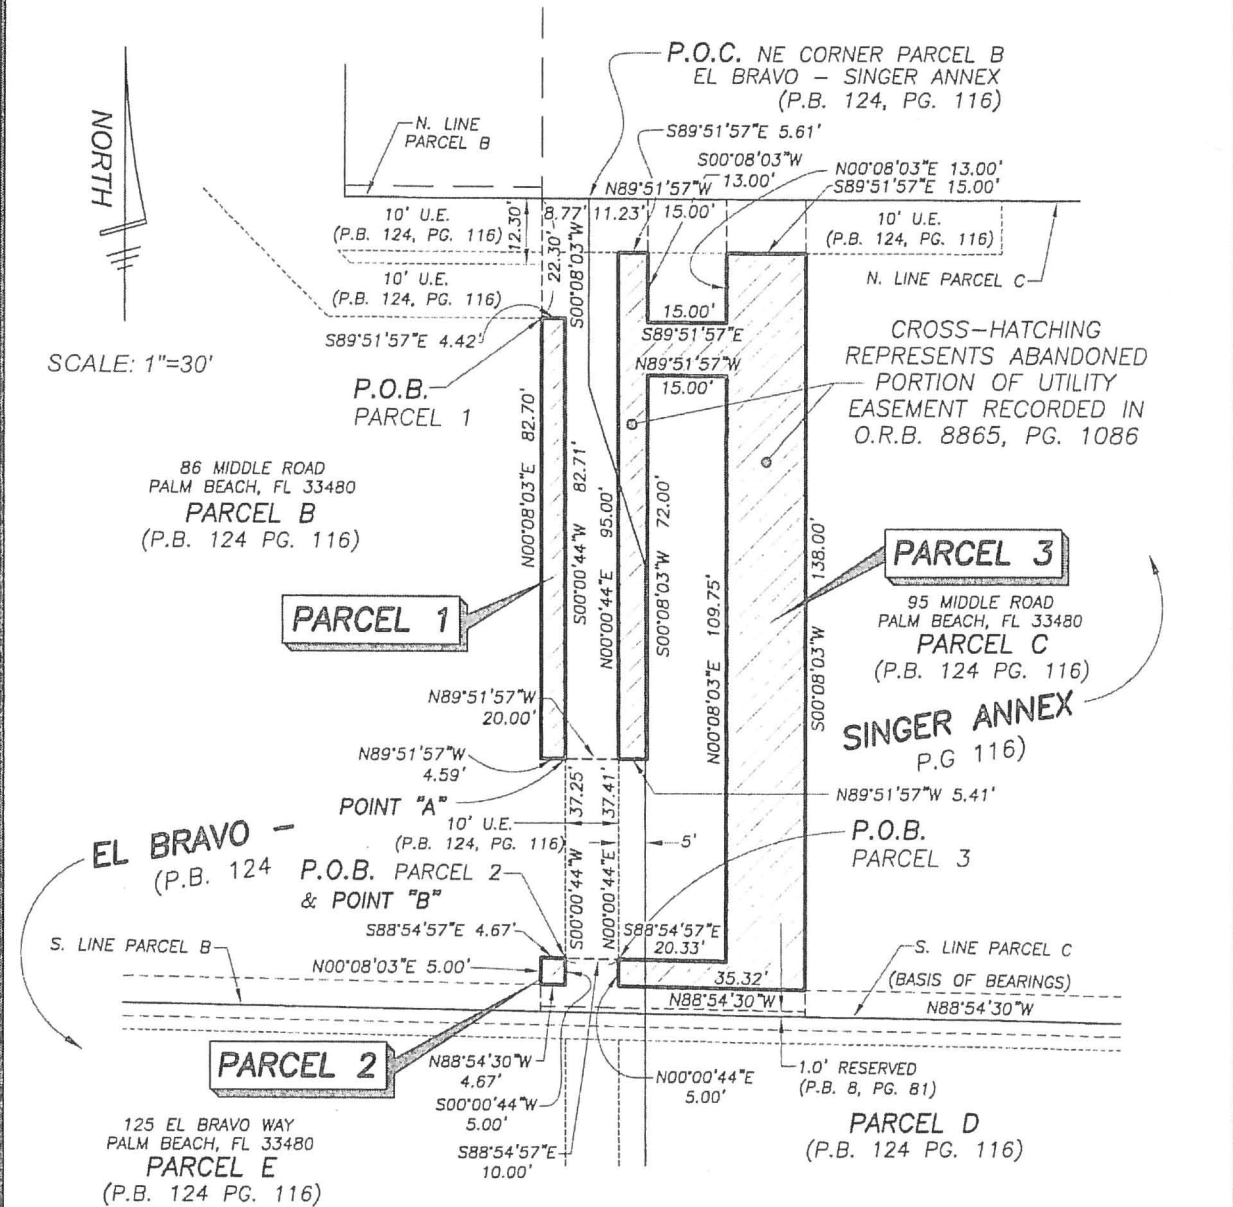 P.O.C. NE CORNER PARCEL B
EL BRAVO - SINGER ANNEX
(P.B. 124, PG. 116)
NORTH
N. LINE
PARCEL B
S89°51'57"E 5.61'
S00°08'03"W
13.00'
N00°08'03"E 13.00'
N89°51'57"W
15.00'
S89°51'57"E 15.00'
10' U.E.
(P.B. 124, PG. 116)
12.30'
8.77'
11.23'
22.30'
S00°08'03"W
10' U.E.
(P.B. 124, PG. 116)
10' U.E.
(P.B. 124, PG. 116)
N. LINE PARCEL C
S89°51'57"E 4.42'
15.00'
S89°51'57"E
N89°51'57"W
15.00'
SCALE: 1"=30'
P.O.B.
PARCEL 1
CROSS-HATCHING
REPRESENTS ABANDONED
PORTION OF UTILITY
EASEMENT RECORDED IN
O.R.B. 8865, PG. 1086
86 MIDDLE ROAD
PALM BEACH, FL 33480
PARCEL B
(P.B. 124 PG. 116)
N00°08'03"E 82.70'
S00°00'44"W 82.71'
N00°00'44"E 95.00'
S00°08'03"W 72.00'
N00°08'03"E 109.75'
S00°08'03"W 138.00'
PARCEL 1
PARCEL 3
95 MIDDLE ROAD
PALM BEACH, FL 33480
PARCEL C
(P.B. 124 PG. 116)
SINGER ANNEX
P.G 116)
N89°51'57"W
20.00'
N89°51'57"W
4.59'
POINT "A"
N89°51'57"W 5.41'
37.25'
37.41'
10' U.E.
(P.B. 124, PG. 116)
5'
P.O.B.
PARCEL 3
EL BRAVO -
(P.B. 124
P.O.B. PARCEL 2
& POINT "B"
S00°00'44"W
N00°00'44"E
S88°54'57"E 4.67'
S88°54'57"E
20.33'
S. LINE PARCEL B
N00°08'03"E 5.00'
35.32'
N88°54'30"W
S. LINE PARCEL C
(BASIS OF BEARINGS)
N88°54'30"W
PARCEL 2
N88°54'30"W
4.67'
S00°00'44"W
5.00'
S88°54'57"E
10.00'
N00°00'44"E
5.00'
1.0' RESERVED
(P.B. 8, PG. 81)
PARCEL D
(P.B. 124 PG. 116)
125 EL BRAVO WAY
PALM BEACH, FL 33480
PARCEL E
(P.B. 124 PG. 116)